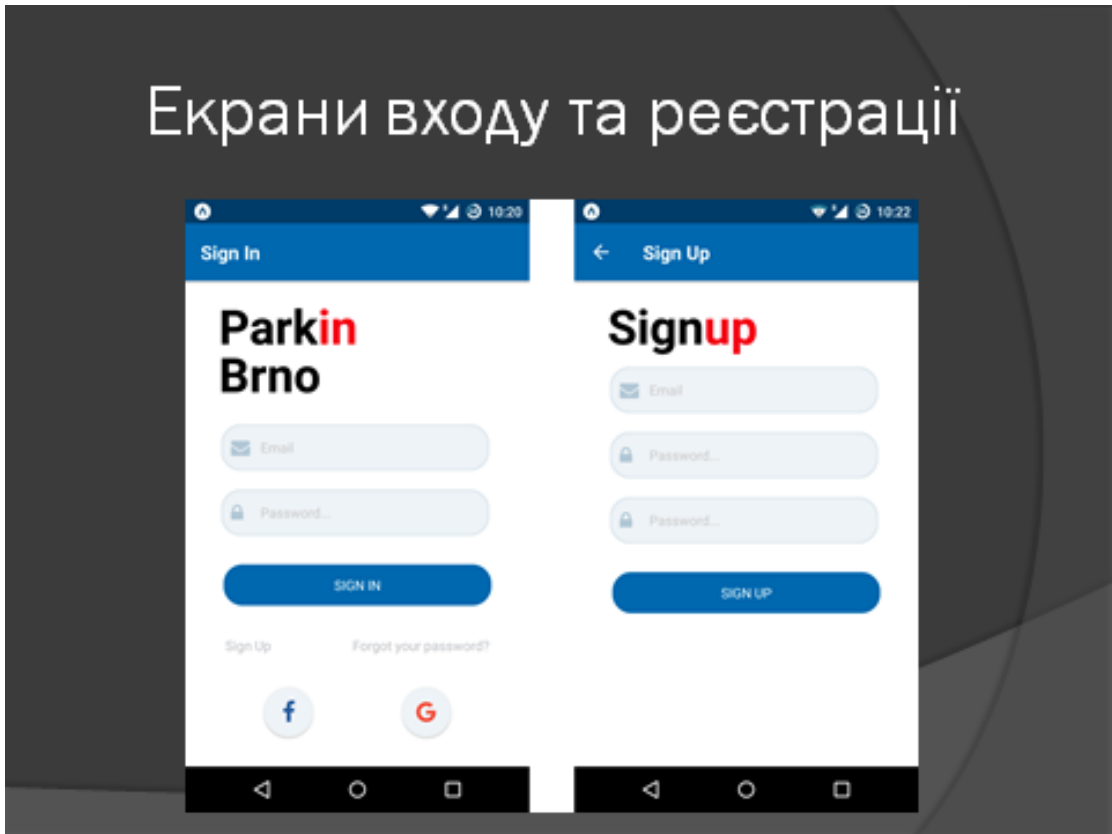 Екрани входу та реєстрації
10:20
Sign In
Parkin
Brno
Email
Password...
SIGN IN
Sign Up Forgot your password?
f G
10:22
Sign Up
Signup
Email
Password...
Password...
SIGN UP